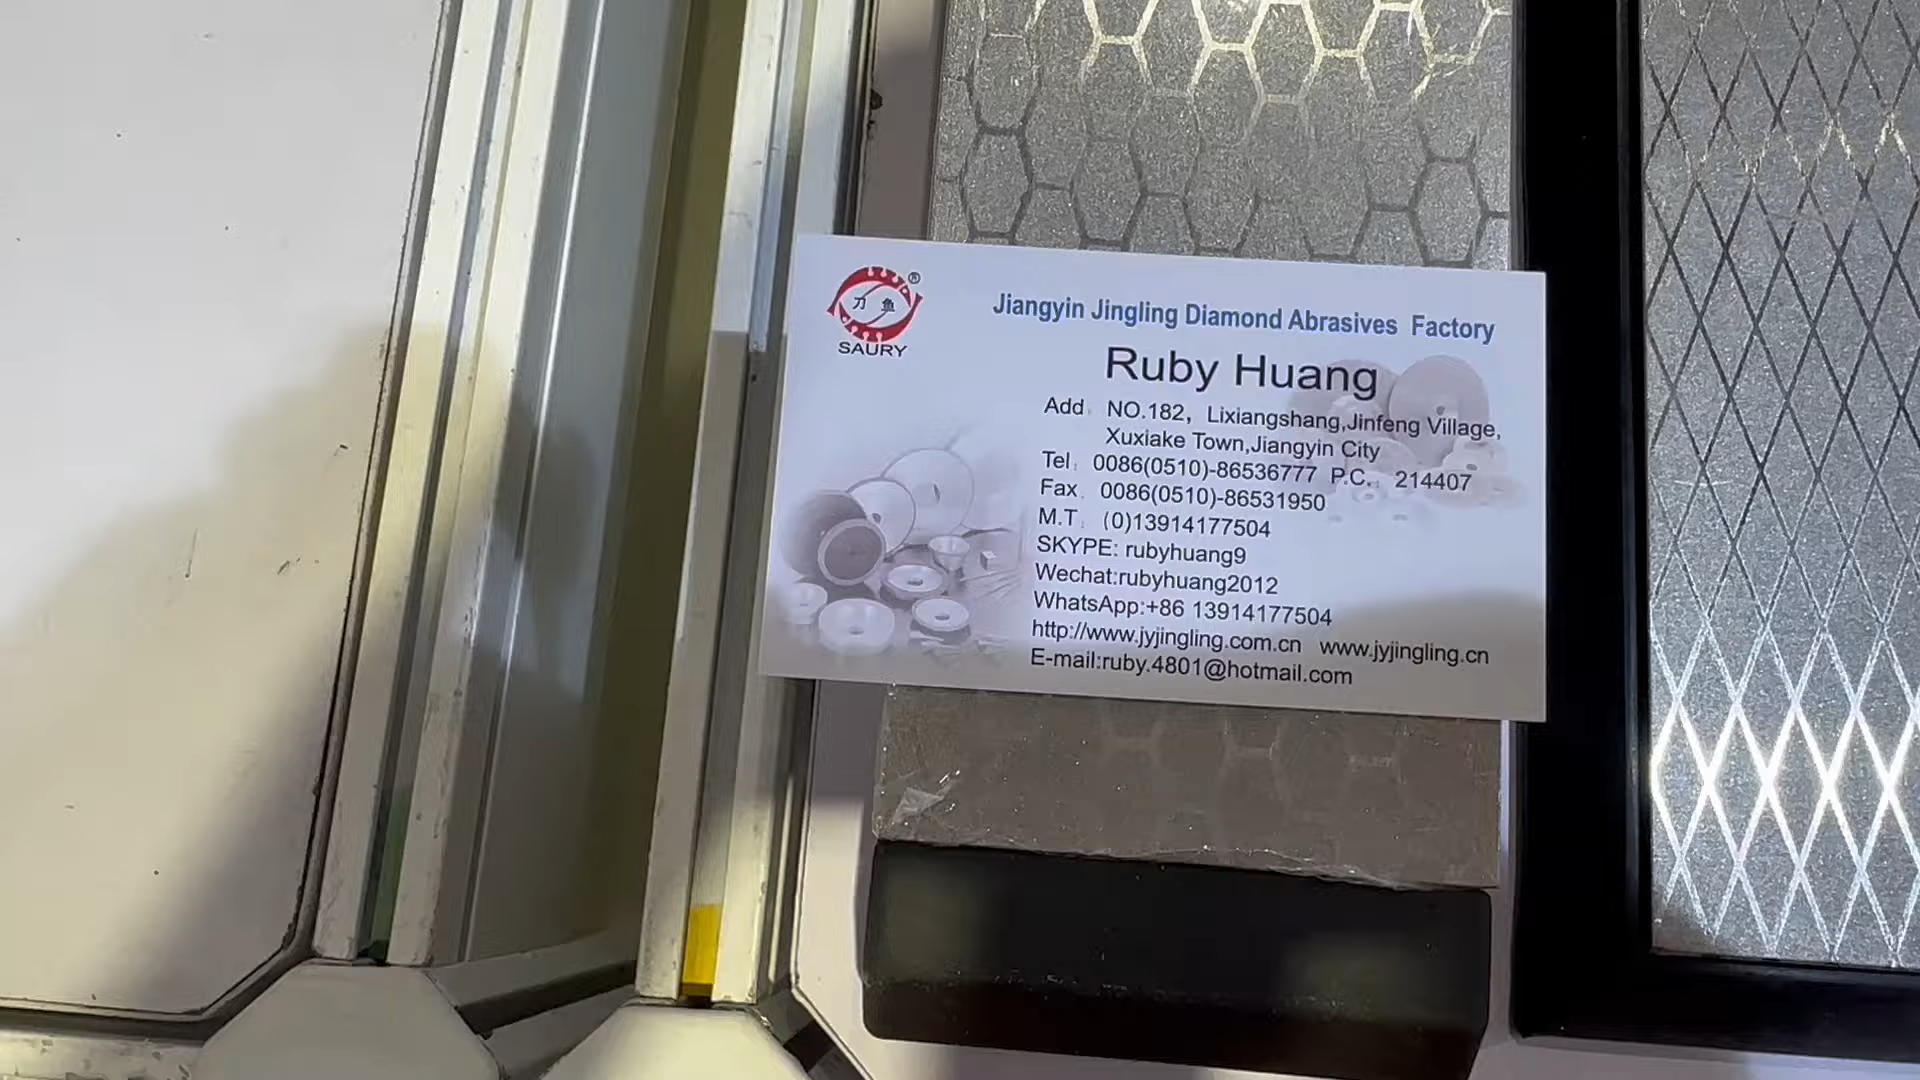 ®
刀 鱼
SAURY
Jiangyin Jingling Diamond Abrasives Factory
Ruby Huang
Add: NO.182, Lixiangshang,Jinfeng Village,
Xuxiake Town,Jiangyin City
Tel: 0086(0510)-86536777 P.C.: 214407
Fax: 0086(0510)-86531950
M.T: (0)13914177504
SKYPE: rubyhuang9
Wechat:rubyhuang2012
WhatsApp:+86 13914177504
http://www.jyjingling.com.cn www.jyjingling.cn
E-mail:ruby.4801@hotmail.com